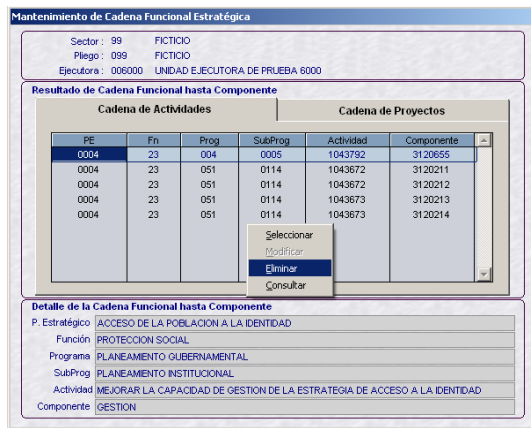 Mantenimiento de Cadena Funcional Estratégica
Sector : 99 FICTICIO
Pliego : 099 FICTICIO
Ejecutora : 006000 UNIDAD EJECUTORA DE PRUEBA 6000
Resultado de Cadena Funcional hasta Componente
Cadena de Actividades Cadena de Proyectos
PE Fn Prog SubProg Actividad Componente
0004 23 004 0005 1043792 3120655
0004 23 051 0114 1043672 3120211
0004 23 051 0114 1043672 3120212
0004 23 051 0114 1043673 3120213
0004 23 051 0114 1043673 3120214
Seleccionar
Modificar
Eliminar
Consultar
Detalle de la Cadena Funcional hasta Componente
P. Estratégico ACCESO DE LA POBLACION A LA IDENTIDAD
Función PROTECCION SOCIAL
Programa PLANEAMIENTO GUBERNAMENTAL
SubProg PLANEAMIENTO INSTITUCIONAL
Actividad MEJORAR LA CAPACIDAD DE GESTION DE LA ESTRATEGIA DE ACCESO A LA IDENTIDAD
Componente GESTION